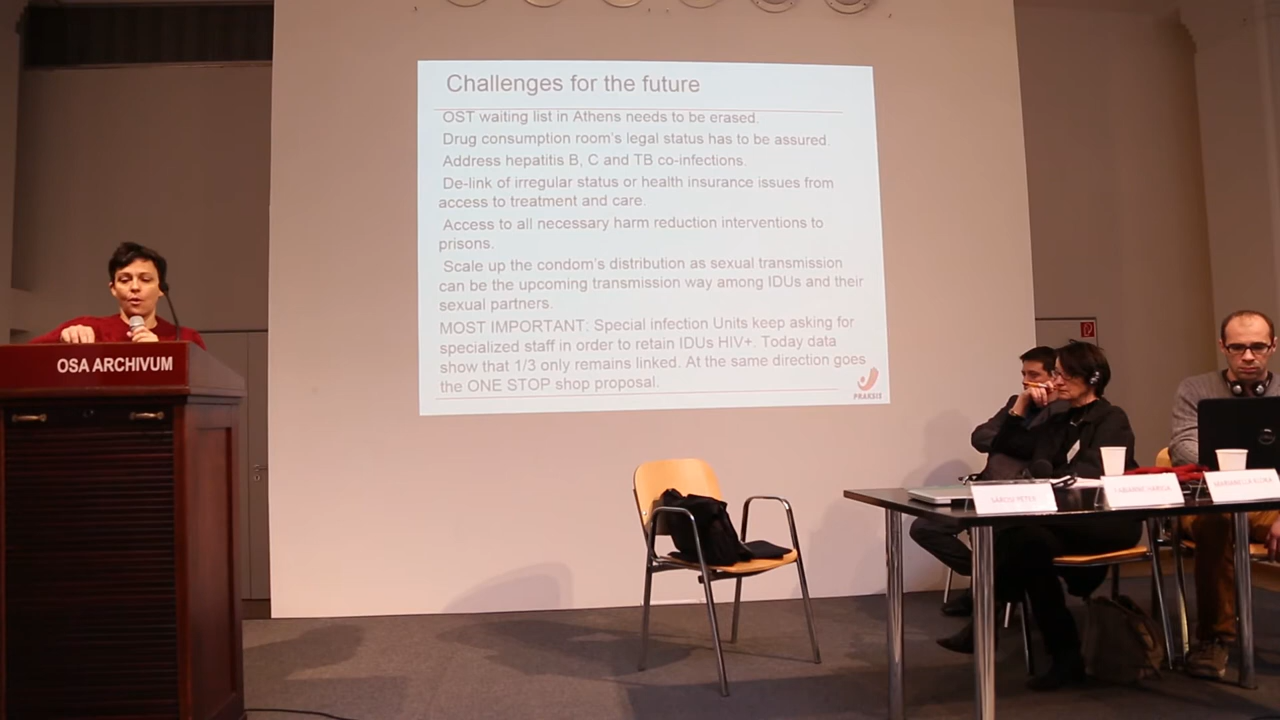 Challenges for the future
OST waiting list in Athens needs to be erased.
Drug consumption room's legal status has to be assured.
Address hepatitis B, C and TB co-infections.
De-link of irregular status or health insurance issues from
access to treatment and care.
Access to all necessary harm reduction interventions to
prisons.
Scale up the condom's distribution as sexual transmission
can be the upcoming transmission way among IDUs and their
sexual partners.
MOST IMPORTANT: Special infection Units keep asking for
specialized staff in order to retain IDUs HIV+. Today data
show that 1/3 only remains linked. At the same direction goes
the ONE STOP shop proposal.
PRAKSIS
OSA ARCHIVUM